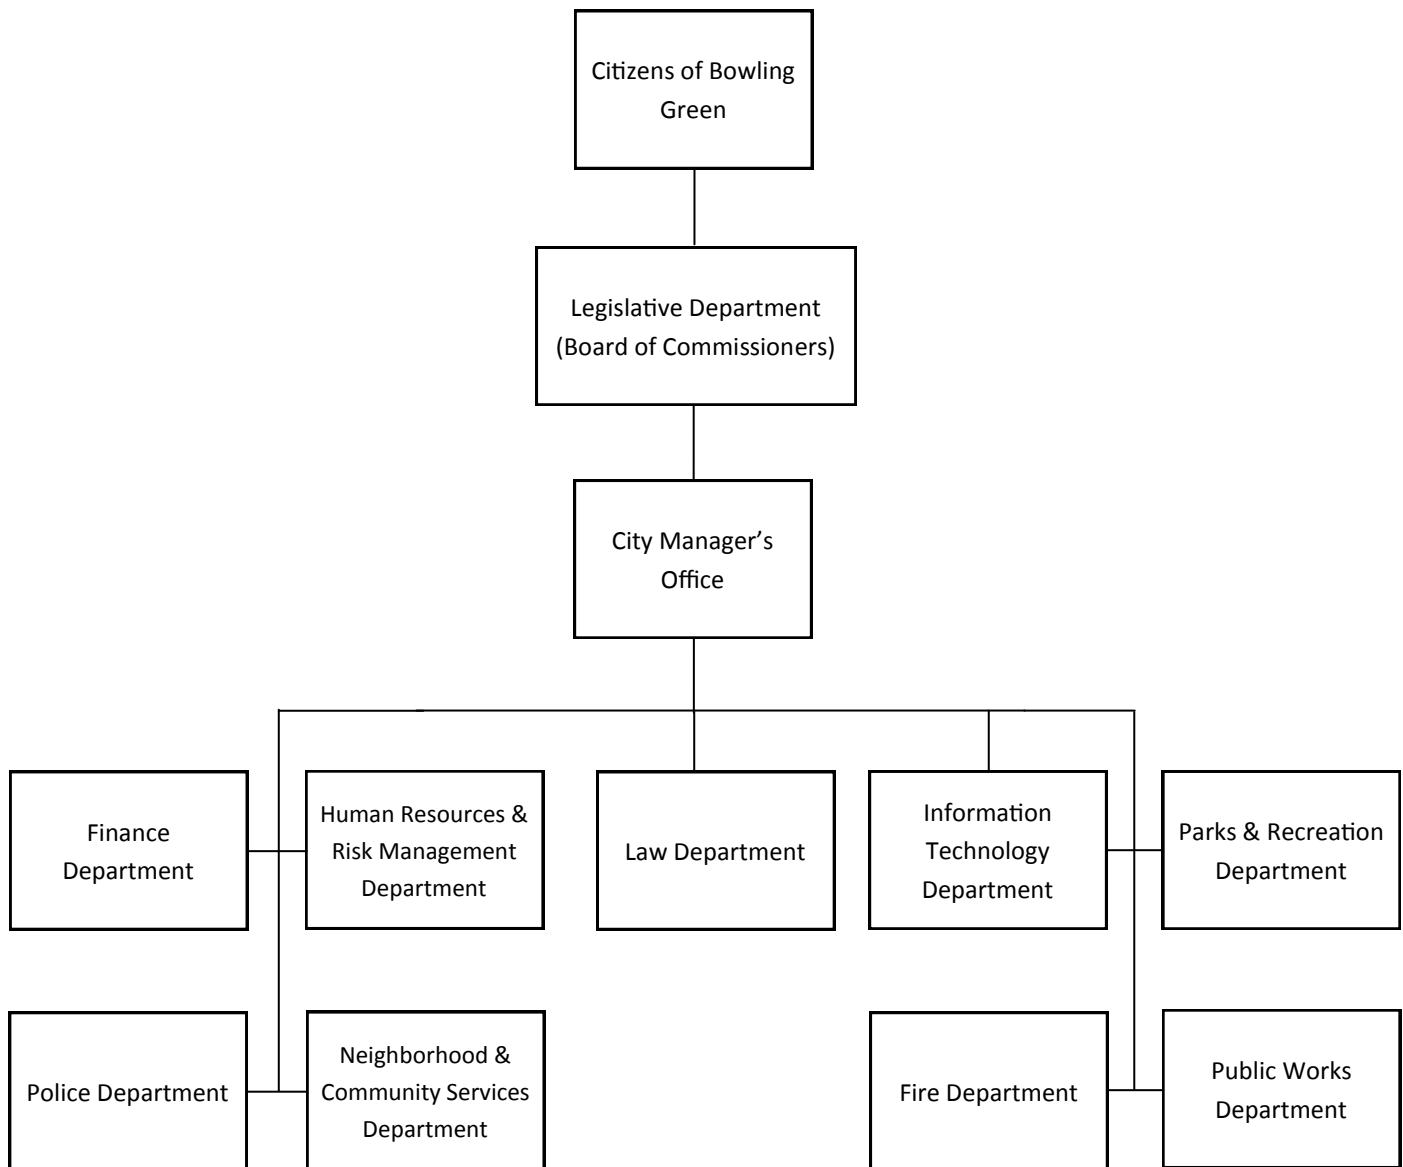 Citizens of Bowling
Green
Legislative Department
(Board of Commissioners)
City Manager’s
Office
Finance
Department
Human Resources &
Risk Management
Department
Law Department
Information
Technology
Department
Parks & Recreation
Department
Police Department
Neighborhood &
Community Services
Department
Fire Department
Public Works
Department